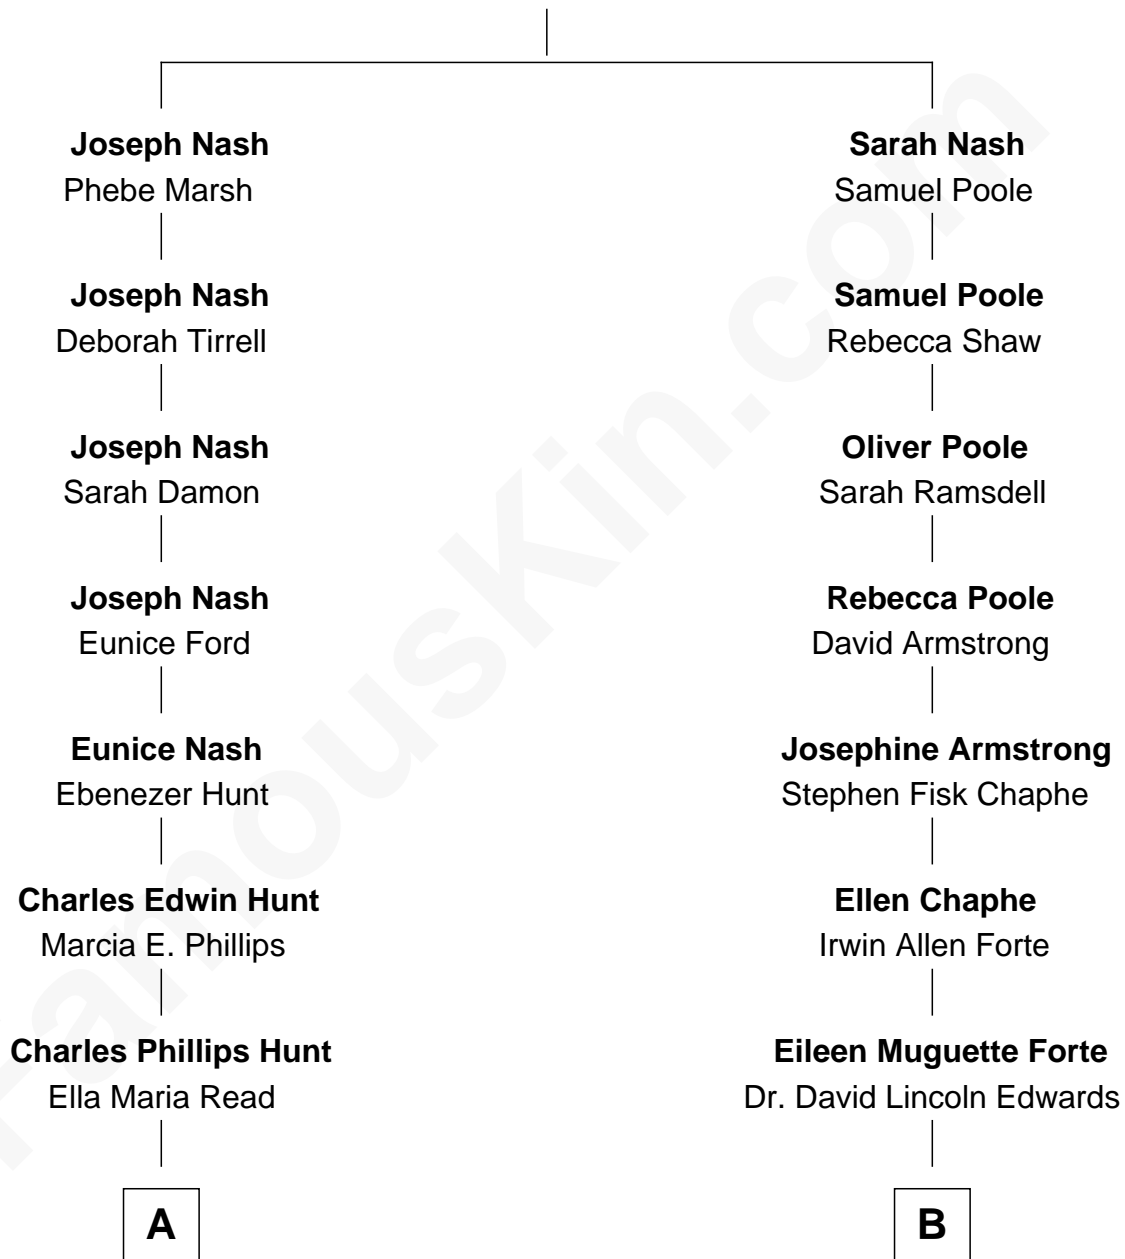 Joseph Nash
Phebe Marsh
Joseph Nash
Deborah Tirrell
Joseph Nash
Sarah Damon
Joseph Nash
Eunice Ford
Eunice Nash
Ebenezer Hunt
Charles Edwin Hunt
Marcia E. Phillips
Charles Phillips Hunt
Ella Maria Read
A
Sarah Nash
Samuel Poole
Samuel Poole
Rebecca Shaw
Oliver Poole
Sarah Ramsdell
Rebecca Poole
David Armstrong
Josephine Armstrong
Stephen Fisk Chaphe
Ellen Chaphe
Irwin Allen Forte
Eileen Muguette Forte
Dr. David Lincoln Edwards
B
FamousKin.com